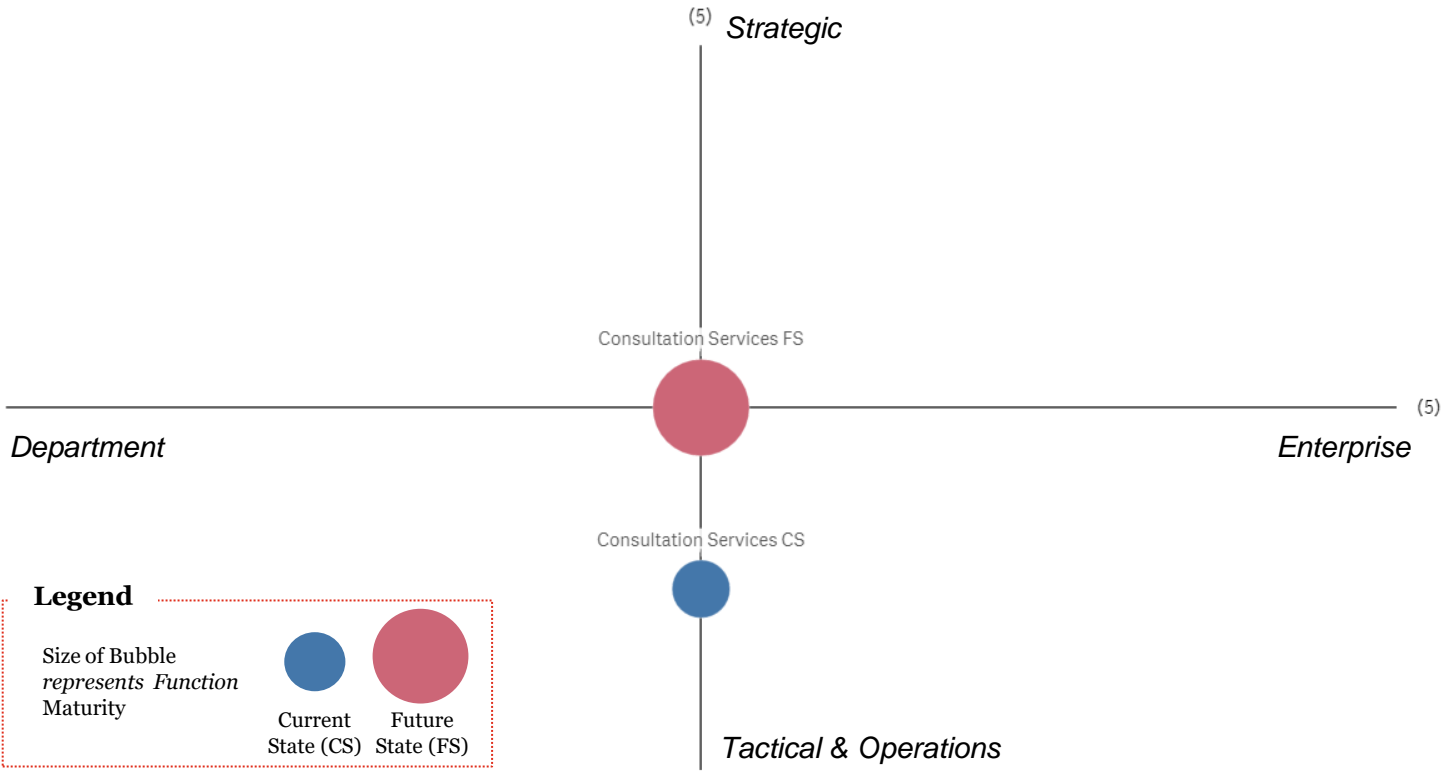 (5)
Strategic
Consultation Services FS
(5)
Department
Enterprise
Consultation Services CS
Legend
Size of Bubble
represents Function
Maturity
Current
State (CS)
Future
State (FS)
Tactical & Operations